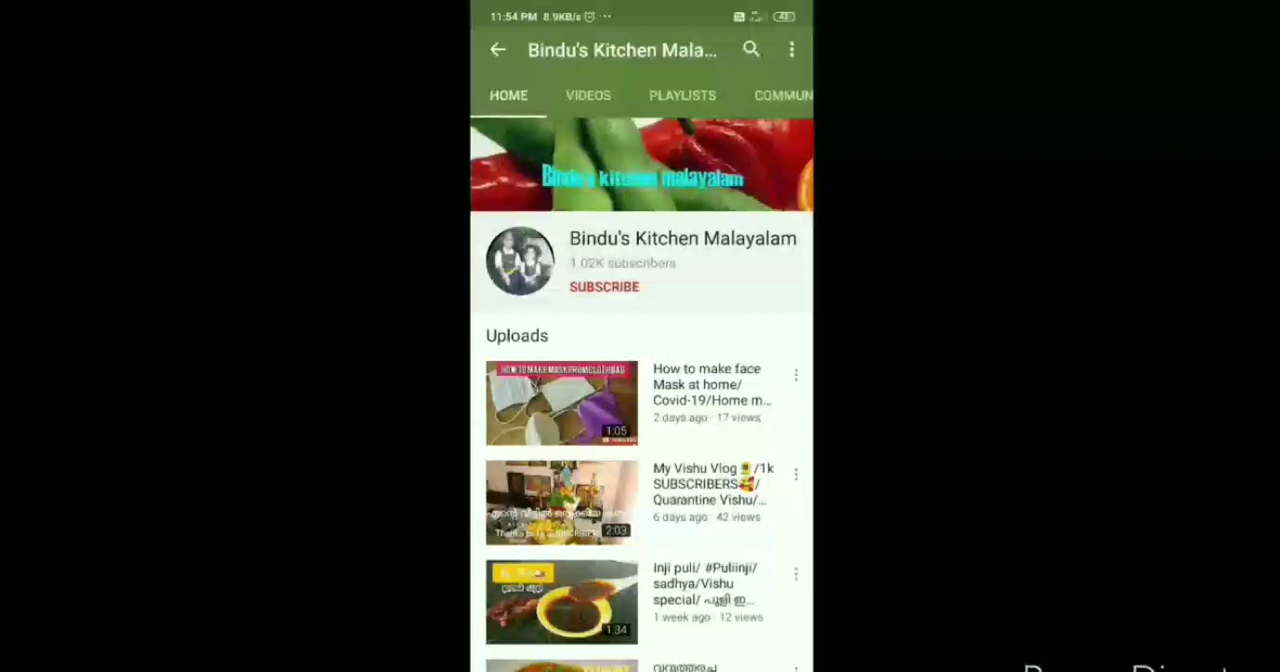 11:54 PM 8.9KB/s ...
43
Bindu's Kitchen Mala...
HOME VIDEOS PLAYLISTS COMMUN
Bindu's kitchen malayalam
Bindu's Kitchen Malayalam
1.02K subscribers
SUBSCRIBE
Uploads
HOW TO MAKE MASK FROM CLOTH BAG
1:05
How to make face
Mask at home/
Covid-19/Home m...
2 days ago · 17 views
2:03
My Vishu Vlog 🌻/1k
SUBSCRIBERS🥰/
Quarantine Vishu/...
6 days ago · 42 views
1:34
Inji puli/ #Puliinji/
sadhya/Vishu
special/ പുളി ഇ...
1 week ago · 12 views
വറുത്തരച്ച